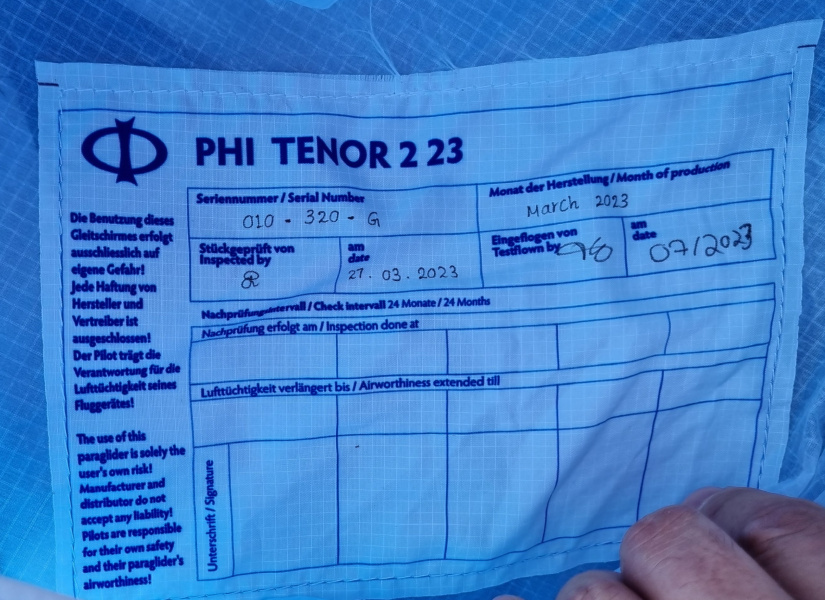 PHI TENOR 2 23
Seriennummer / Serial Number
010 - 320 - G
Monat der Herstellung / Month of production
March 2023
Stückgeprüft von
Inspected by
am
date
27. 03. 2023
Eingeflogen von
Testflown by
am
date
07/2023
Nachprüfungsintervall / Check intervall 24 Monate / 24 Months
Nachprüfung erfolgt am / Inspection done at
Lufttüchtigkeit verlängert bis / Airworthiness extended till
Unterschrift / Signature
Die Benutzung dieses
Gleitschirmes erfolgt
ausschliesslich auf
eigene Gefahr!
Jede Haftung von
Hersteller und
Vertreiber ist
ausgeschlossen!
Der Pilot trägt die
Verantwortung für die
Lufttüchtigkeit seines
Fluggerätes!
The use of this
paraglider is solely the
user's own risk!
Manufacturer and
distributor do not
accept any liability!
Pilots are responsible
for their own safety
and their paraglider's
airworthiness!